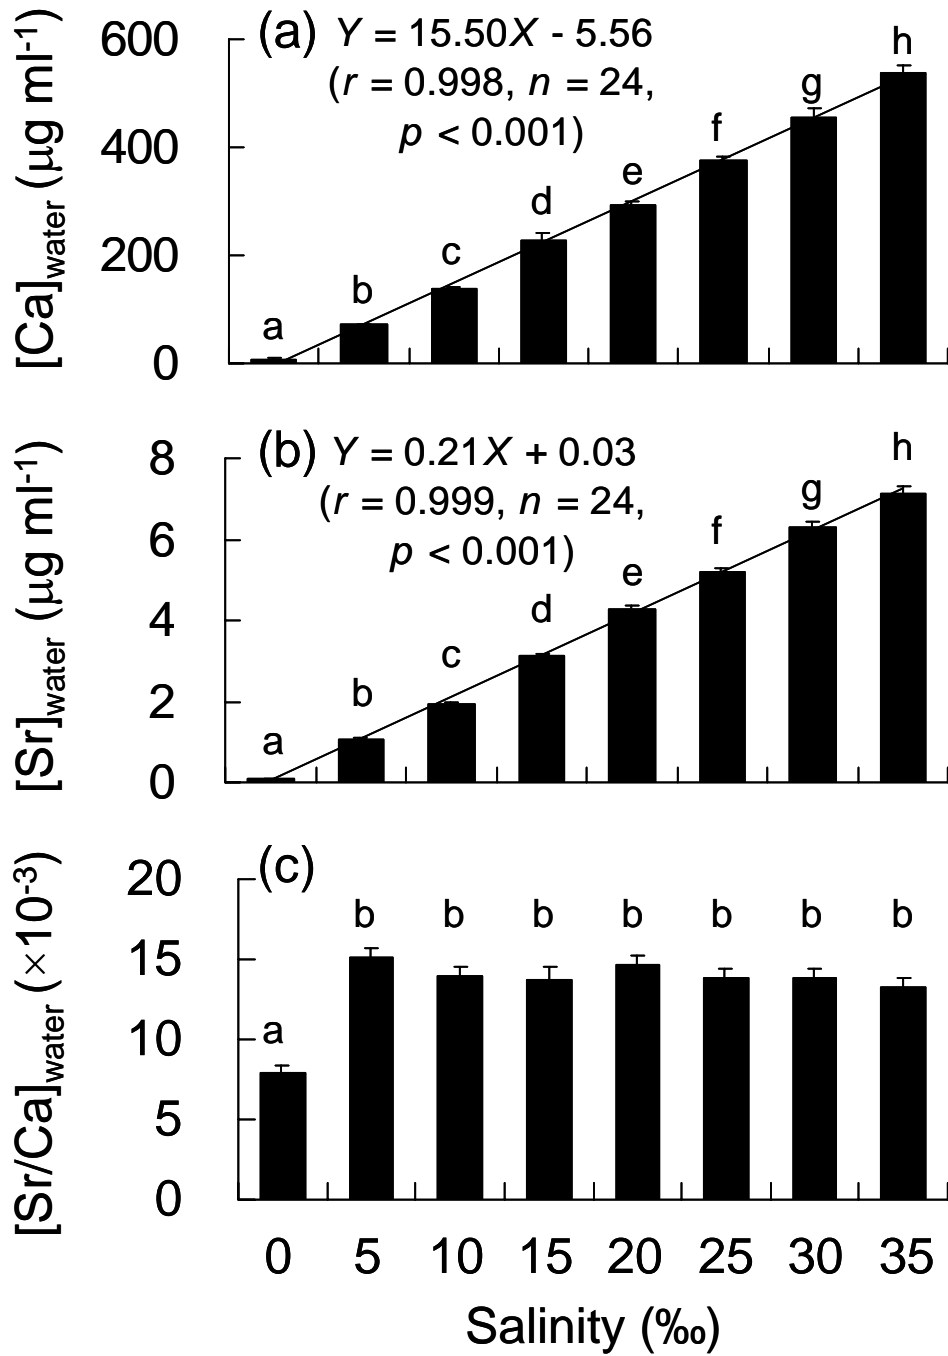 (a) Y = 15.50X - 5.56
(r = 0.998, n = 24,
p < 0.001)
[Ca]water (µg ml-1)
600
400
200
0
a b c d e f g h
(b) Y = 0.21X + 0.03
(r = 0.999, n = 24,
p < 0.001)
[Sr]water (µg ml-1)
8
6
4
2
0
a b c d e f g h
(c)
[Sr/Ca]water (×10-3)
20
15
10
5
0
a b b b b b b b
0 5 10 15 20 25 30 35
Salinity (‰)